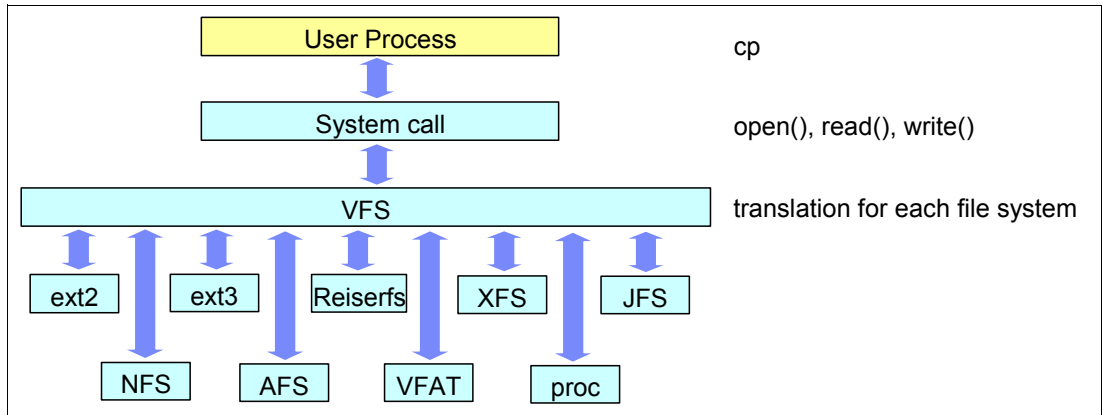 User Process
cp
System call
open(), read(), write()
VFS
translation for each file system
ext2
ext3
Reiserfs
XFS
JFS
NFS
AFS
VFAT
proc